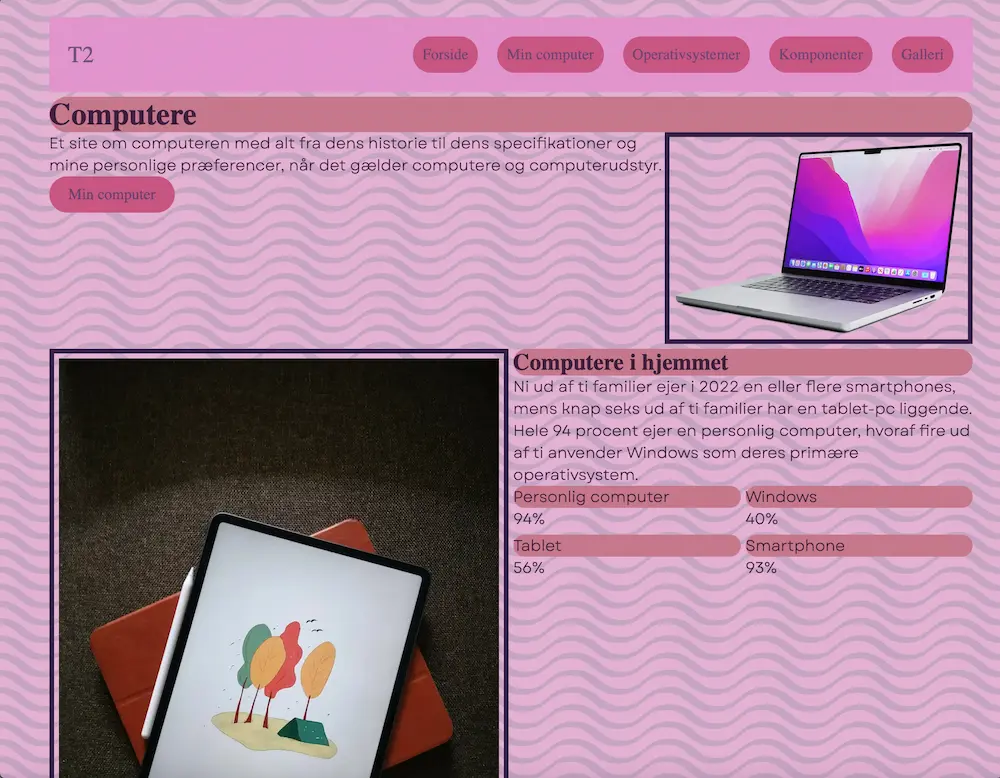 T2
Forside
Min computer
Operativsystemer
Komponenter
Galleri
Computere
Et site om computeren med alt fra dens historie til dens specifikationer og
mine personlige præferencer, når det gælder computere og computerudstyr.
Min computer
Computere i hjemmet
Ni ud af ti familier ejer i 2022 en eller flere smartphones,
mens knap seks ud af ti familier har en tablet-pc liggende.
Hele 94 procent ejer en personlig computer, hvoraf fire ud
af ti anvender Windows som deres primære
operativsystem.
Personlig computer
94%
Windows
40%
Tablet
56%
Smartphone
93%